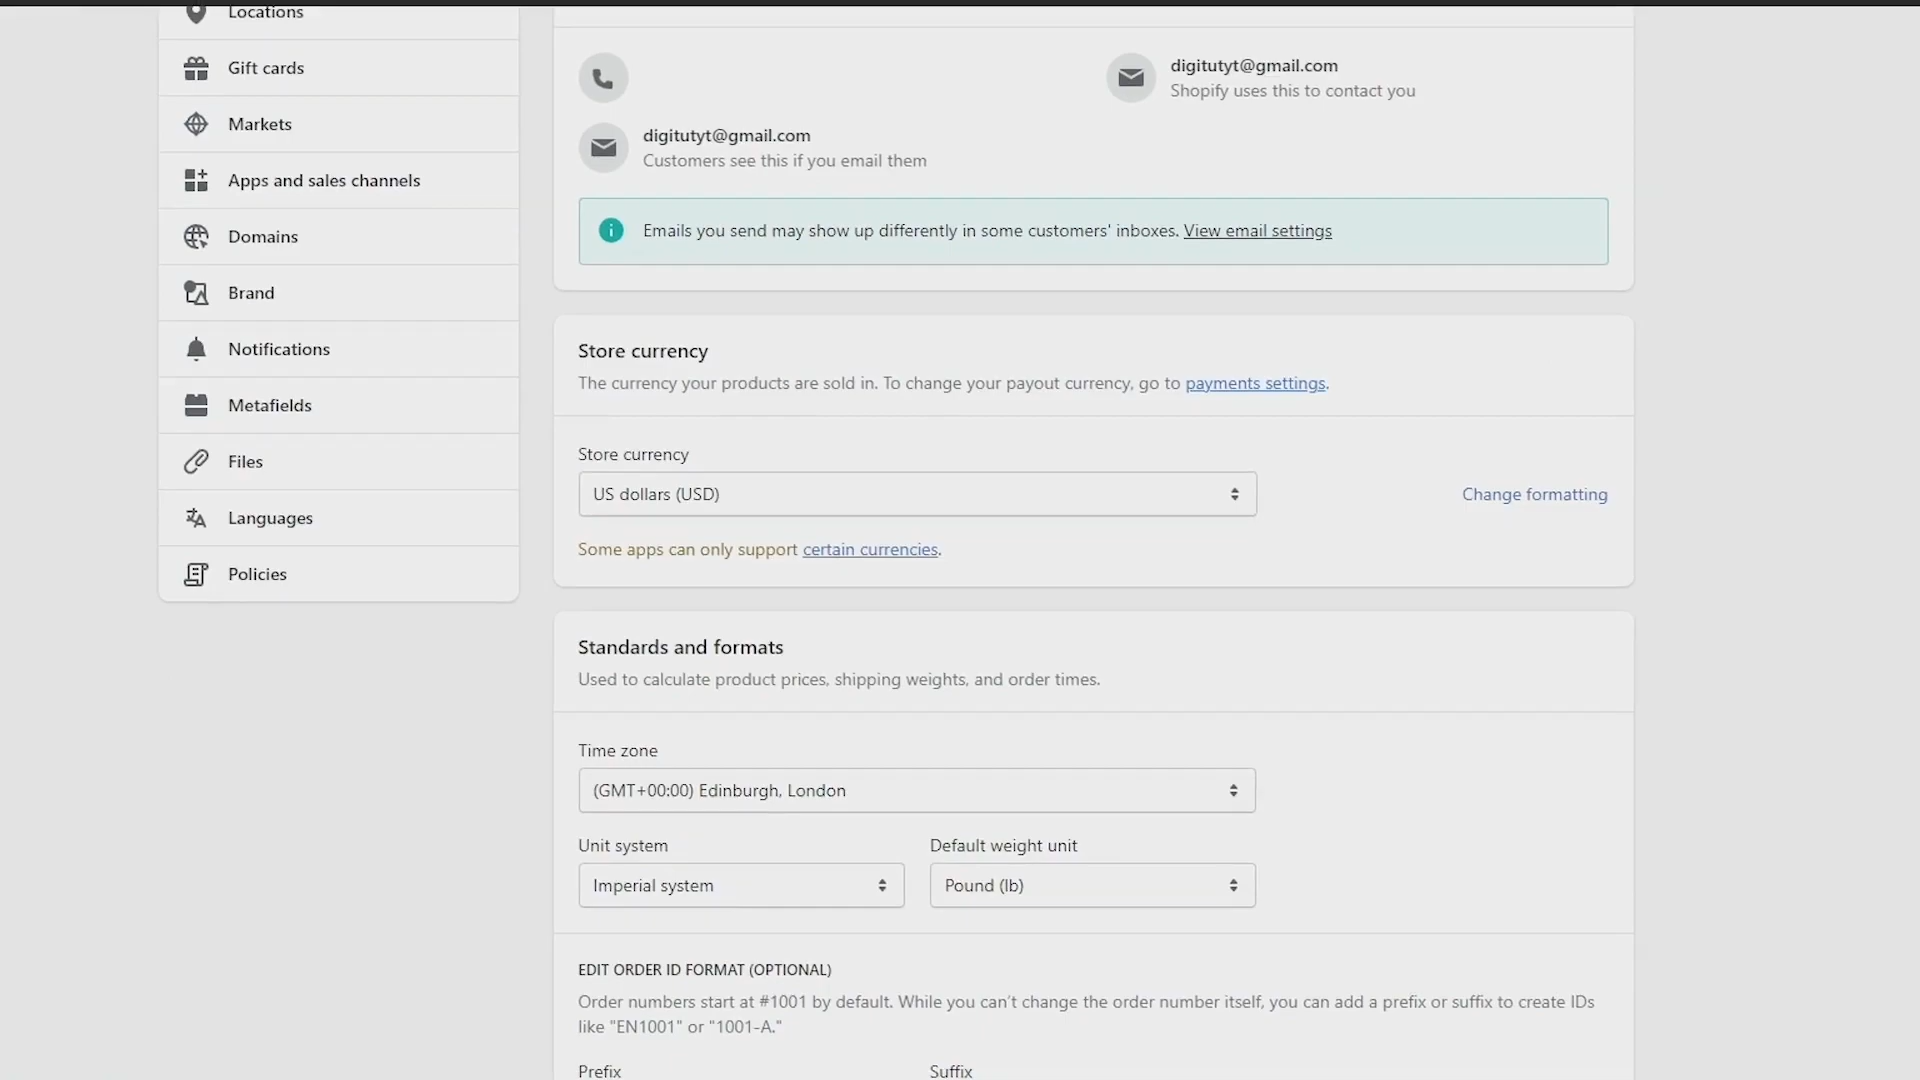 Locations
Gift cards
Markets
Apps and sales channels
Domains
Brand
Notifications
Metafields
Files
Languages
Policies
digitutyt@gmail.com
Shopify uses this to contact you
digitutyt@gmail.com
Customers see this if you email them
Emails you send may show up differently in some customers' inboxes. View email settings
Store currency
The currency your products are sold in. To change your payout currency, go to payments settings.
Store currency
US dollars (USD)
Change formatting
Some apps can only support certain currencies.
Standards and formats
Used to calculate product prices, shipping weights, and order times.
Time zone
(GMT+00:00) Edinburgh, London
Unit system
Default weight unit
Imperial system
Pound (lb)
EDIT ORDER ID FORMAT (OPTIONAL)
Order numbers start at #1001 by default. While you can't change the order number itself, you can add a prefix or suffix to create IDs
like "EN1001" or "1001-A."
Prefix
Suffix